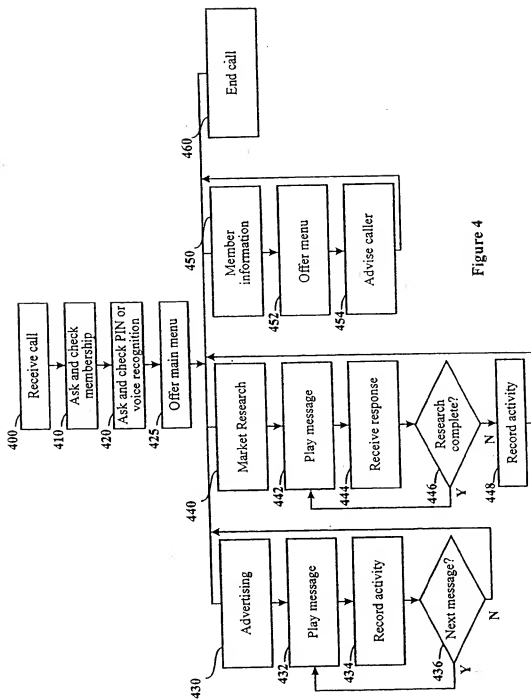 400
Receive call
410
Ask and check
membership
420
Ask and check PIN or
voice recognition
425
Offer main menu
430
Advertising
432
Play message
434
Record activity
436
Next message?
Y
N
440
Market Research
442
Play message
444
Receive response
446
Research
complete?
Y
N
448
Record activity
450
Member
information
452
Offer menu
454
Advise caller
460
End call
Figure 4